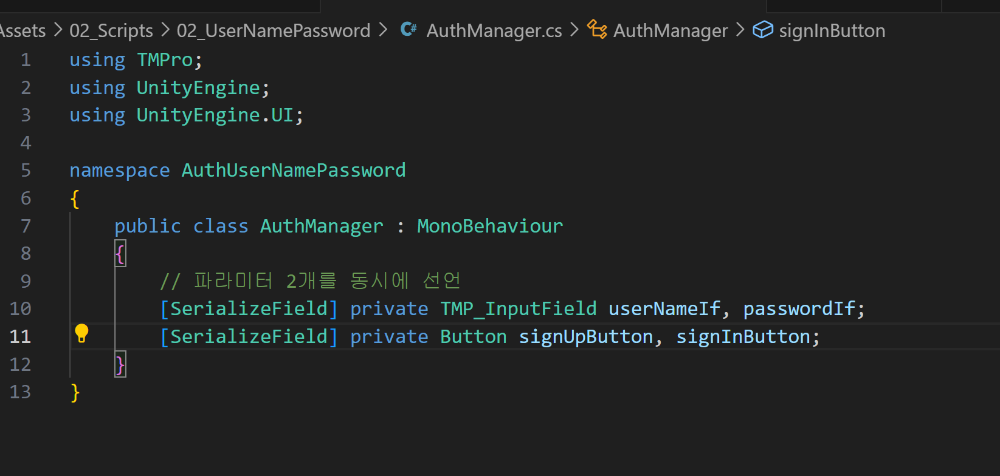 Assets > 02_Scripts > 02_UserNamePassword > C# AuthManager.cs > AuthManager > signInButton
1 using TMPro;
2 using UnityEngine;
3 using UnityEngine.UI;
4
5 namespace AuthUserNamePassword
6 {
7 public class AuthManager : MonoBehaviour
8 {
9 // 파라미터 2개를 동시에 선언
10 [SerializeField] private TMP_InputField userNameIf, passwordIf;
11 [SerializeField] private Button signUpButton, signInButton;
12 }
13 }